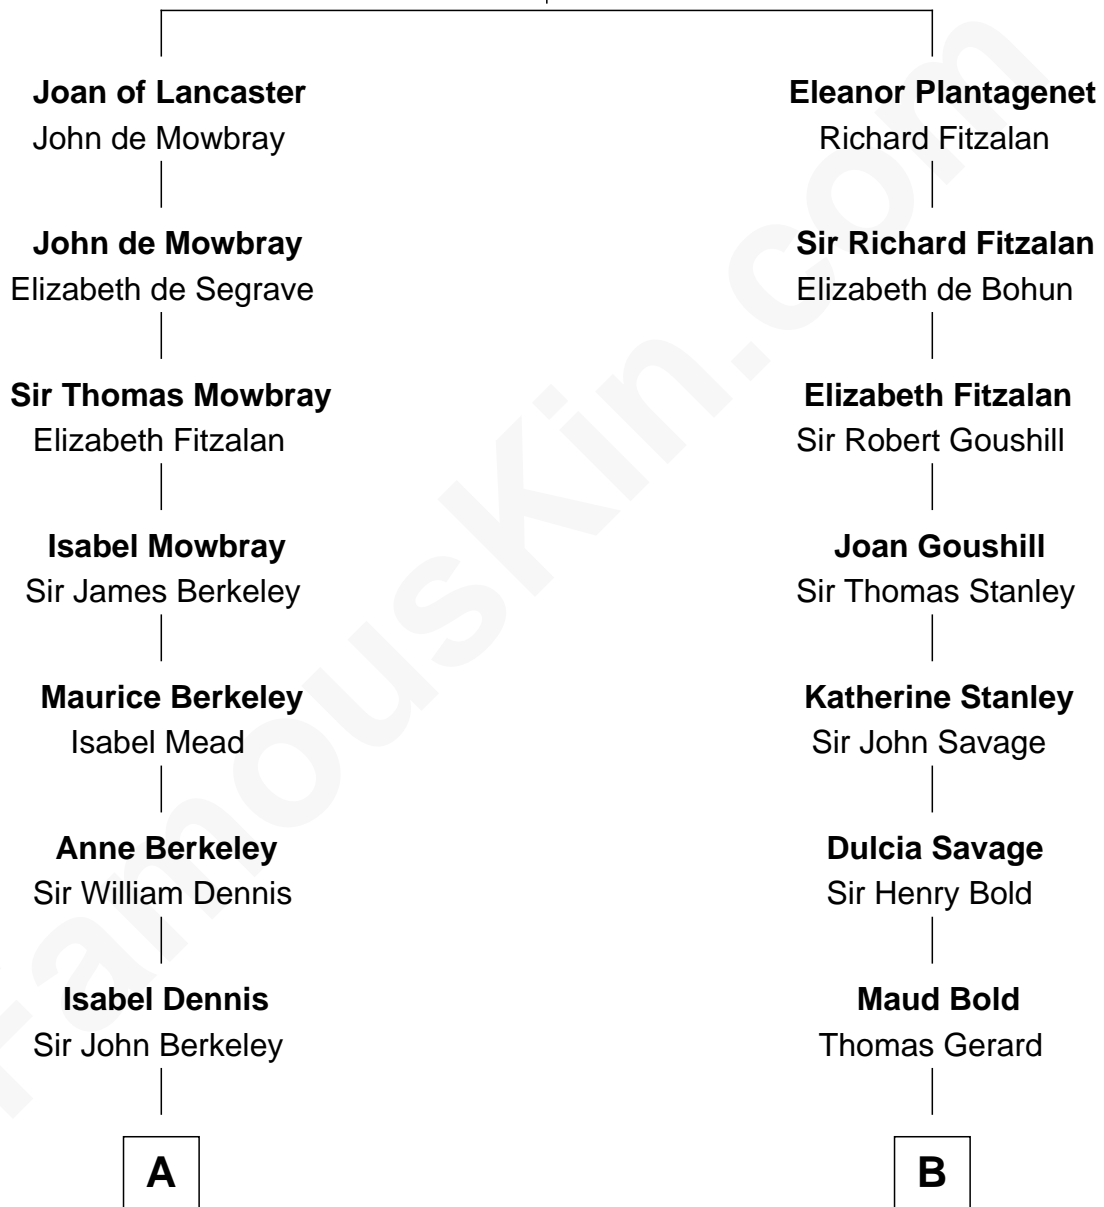 Joan of Lancaster
John de Mowbray
Eleanor Plantagenet
Richard Fitzalan
John de Mowbray
Elizabeth de Segrave
Sir Richard Fitzalan
Elizabeth de Bohun
Sir Thomas Mowbray
Elizabeth Fitzalan
Elizabeth Fitzalan
Sir Robert Goushill
Isabel Mowbray
Sir James Berkeley
Joan Goushill
Sir Thomas Stanley
Maurice Berkeley
Isabel Mead
Katherine Stanley
Sir John Savage
Anne Berkeley
Sir William Dennis
Dulcia Savage
Sir Henry Bold
Isabel Dennis
Sir John Berkeley
Maud Bold
Thomas Gerard
A
B
FamousKin.com